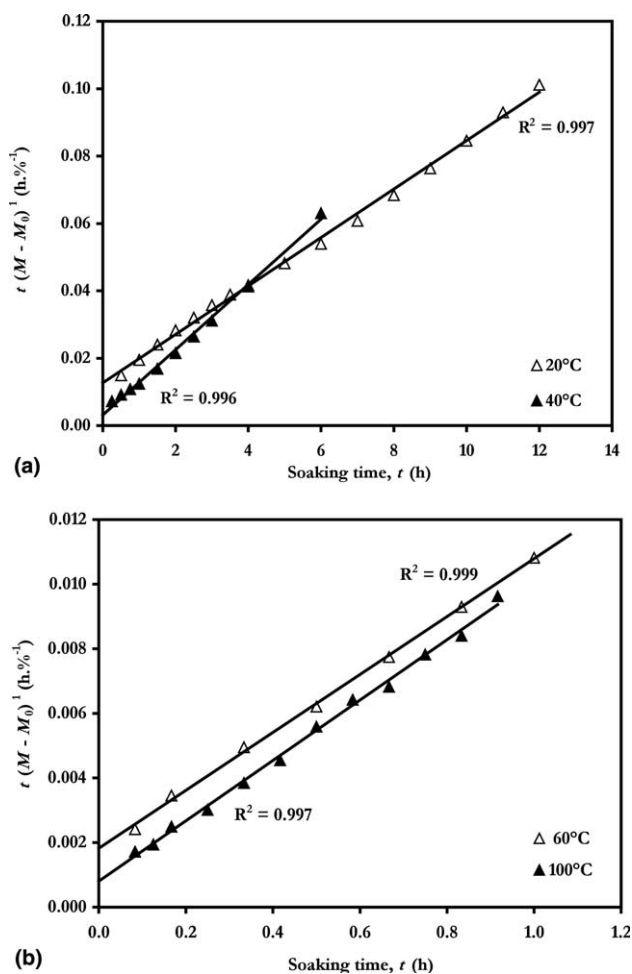 (a)
0.12
0.10
0.08
0.06
0.04
0.02
0.00
t (M - M₀) ¹ (h.%⁻¹)
R² = 0.997
R² = 0.996
△ 20°C
▲ 40°C
0 2 4 6 8 10 12 14
Soaking time, t (h)
(b)
0.012
0.010
0.008
0.006
0.004
0.002
0.000
t (M - M₀) ¹ (h.%⁻¹)
R² = 0.999
R² = 0.997
△ 60°C
▲ 100°C
0.0 0.2 0.4 0.6 0.8 1.0 1.2
Soaking time, t (h)